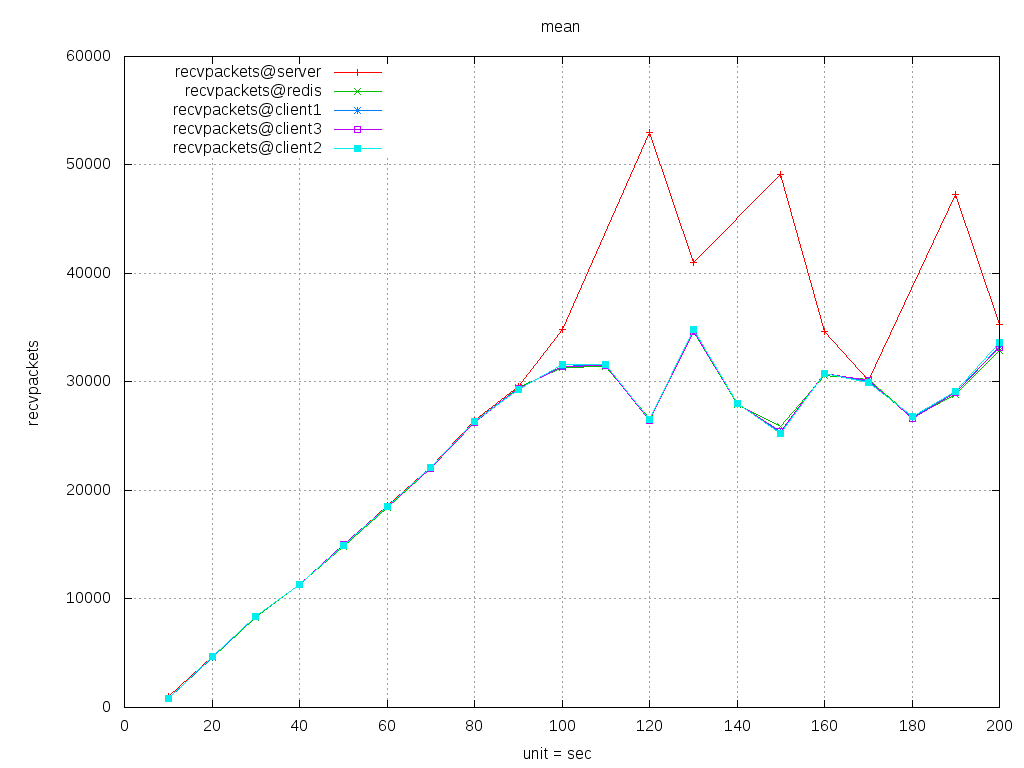 mean
60000
50000
40000
30000
20000
10000
0
recvpackets
recvpackets@server
recvpackets@redis
recvpackets@client1
recvpackets@client3
recvpackets@client2
0 20 40 60 80 100 120 140 160 180 200
unit = sec